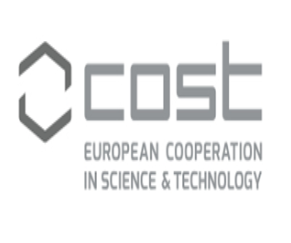 cost
EUROPEAN COOPERATION
IN SCIENCE & TECHNOLOGY